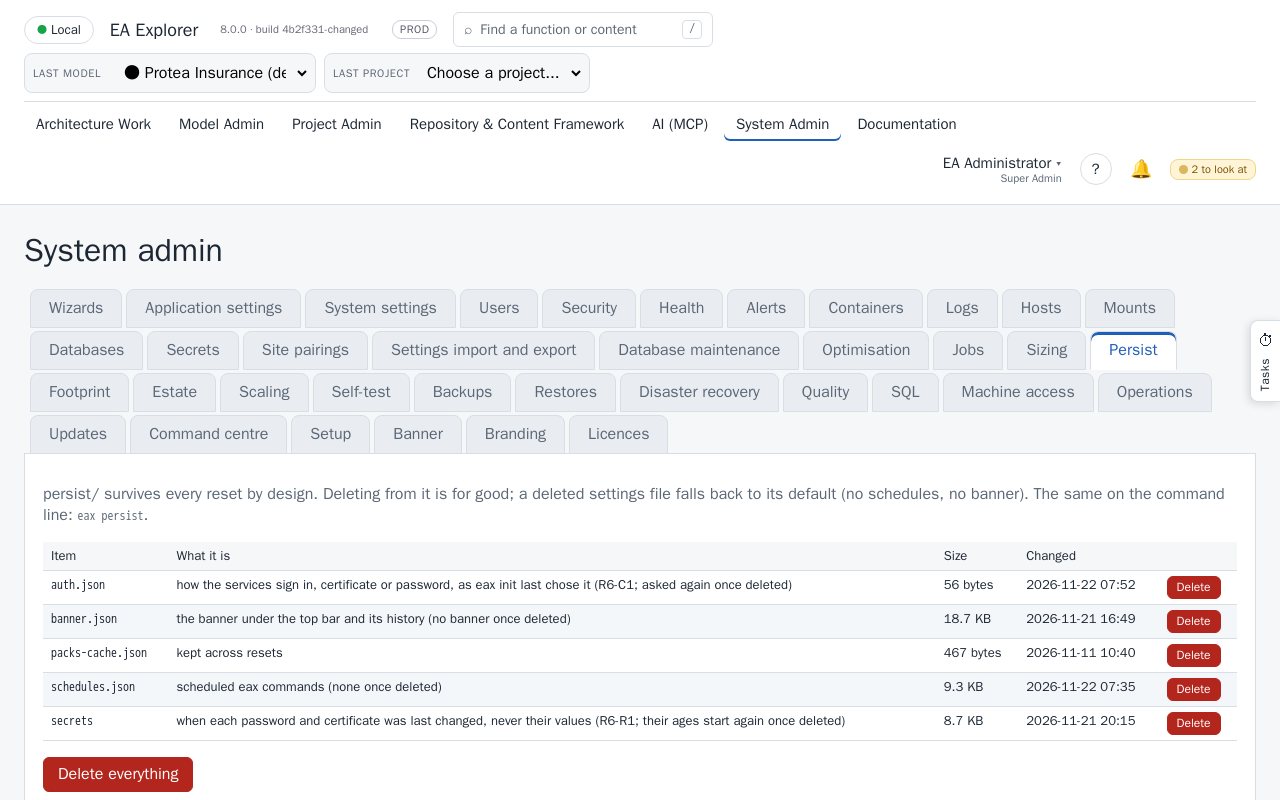 Local
EA Explorer
8.0.0 · build 4b2f331-changed
PROD
Find a function or content
/
LAST MODEL
Protea Insurance (de
LAST PROJECT
Choose a project...
Architecture Work
Model Admin
Project Admin
Repository & Content Framework
AI (MCP)
System Admin
Documentation
EA Administrator
Super Admin
?
2 to look at
System admin
Wizards
Application settings
System settings
Users
Security
Health
Alerts
Containers
Logs
Hosts
Mounts
Databases
Secrets
Site pairings
Settings import and export
Database maintenance
Optimisation
Jobs
Sizing
Persist
Footprint
Estate
Scaling
Self-test
Backups
Restores
Disaster recovery
Quality
SQL
Machine access
Operations
Updates
Command centre
Setup
Banner
Branding
Licences
Tasks
persist/ survives every reset by design. Deleting from it is for good; a deleted settings file falls back to its default (no schedules, no banner). The same on the command
line: eax persist.
Item What it is Size Changed
auth.json how the services sign in, certificate or password, as eax init last chose it (R6-C1; asked again once deleted) 56 bytes 2026-11-22 07:52 Delete
banner.json the banner under the top bar and its history (no banner once deleted) 18.7 KB 2026-11-21 16:49 Delete
packs-cache.json kept across resets 467 bytes 2026-11-11 10:40 Delete
schedules.json scheduled eax commands (none once deleted) 9.3 KB 2026-11-22 07:35 Delete
secrets when each password and certificate was last changed, never their values (R6-R1; their ages start again once deleted) 8.7 KB 2026-11-21 20:15 Delete
Delete everything